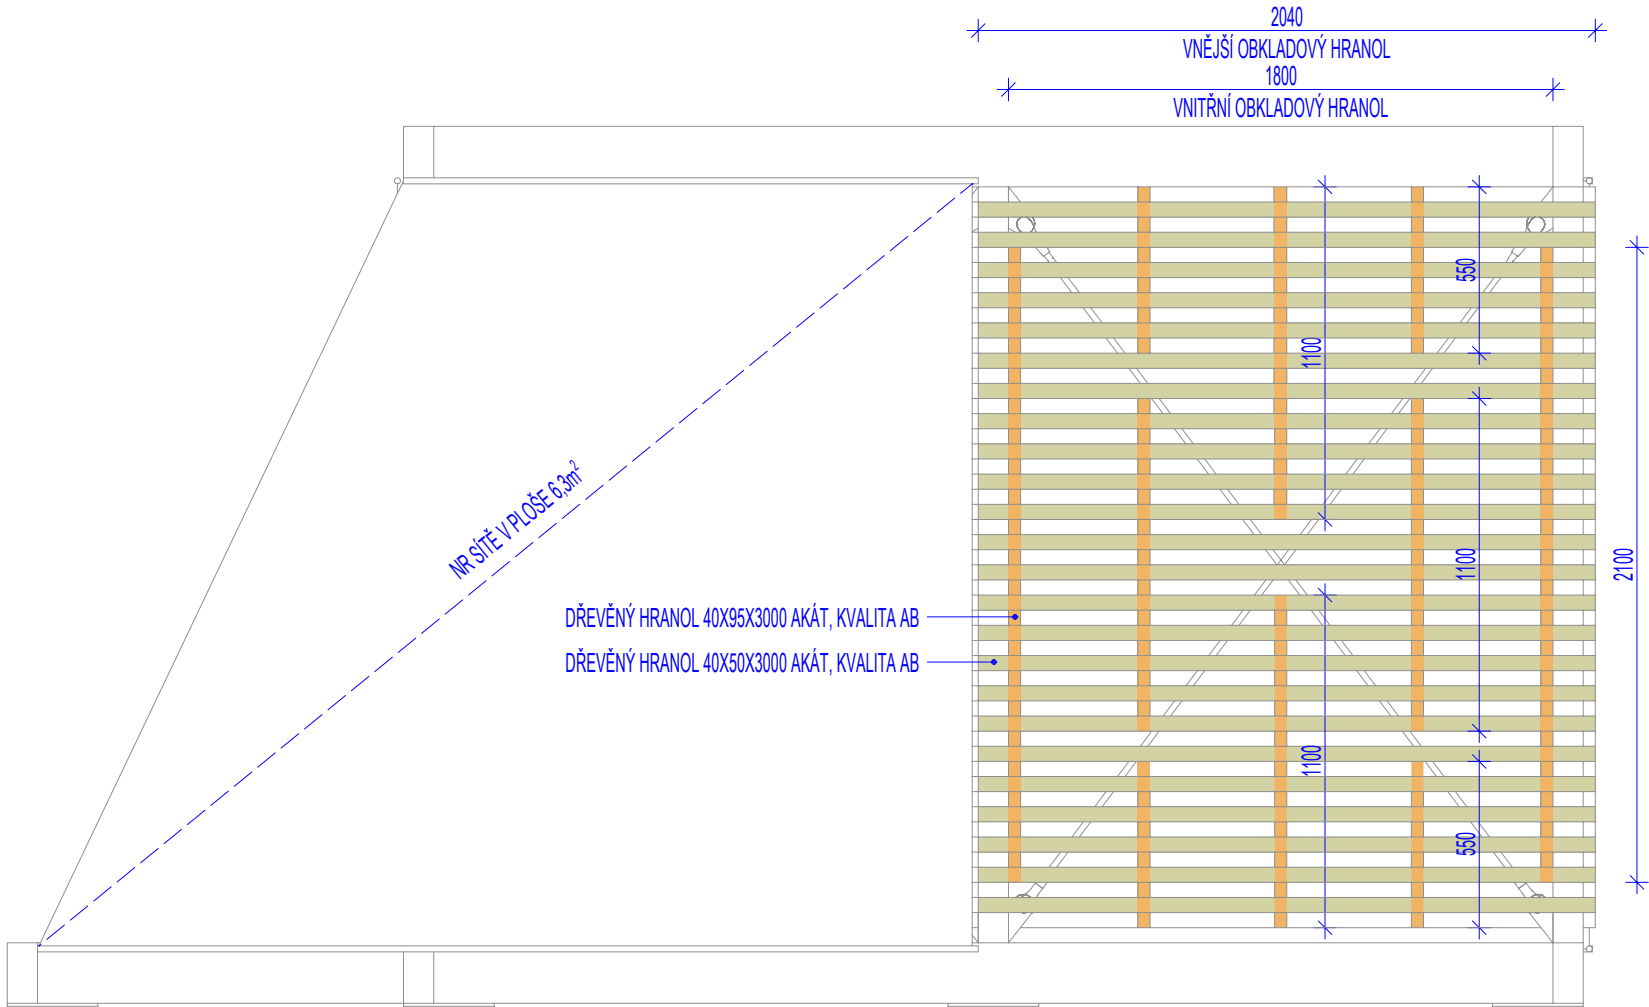 2040
VNĚJŠÍ OBKLADOVÝ HRANOL
1800
VNITŘNÍ OBKLADOVÝ HRANOL
550
1100
NR SÍTĚ V PLOŠE 6,3m²
1100
2100
DŘEVĚNÝ HRANOL 40X95X3000 AKÁT, KVALITA AB
DŘEVĚNÝ HRANOL 40X50X3000 AKÁT, KVALITA AB
1100
550